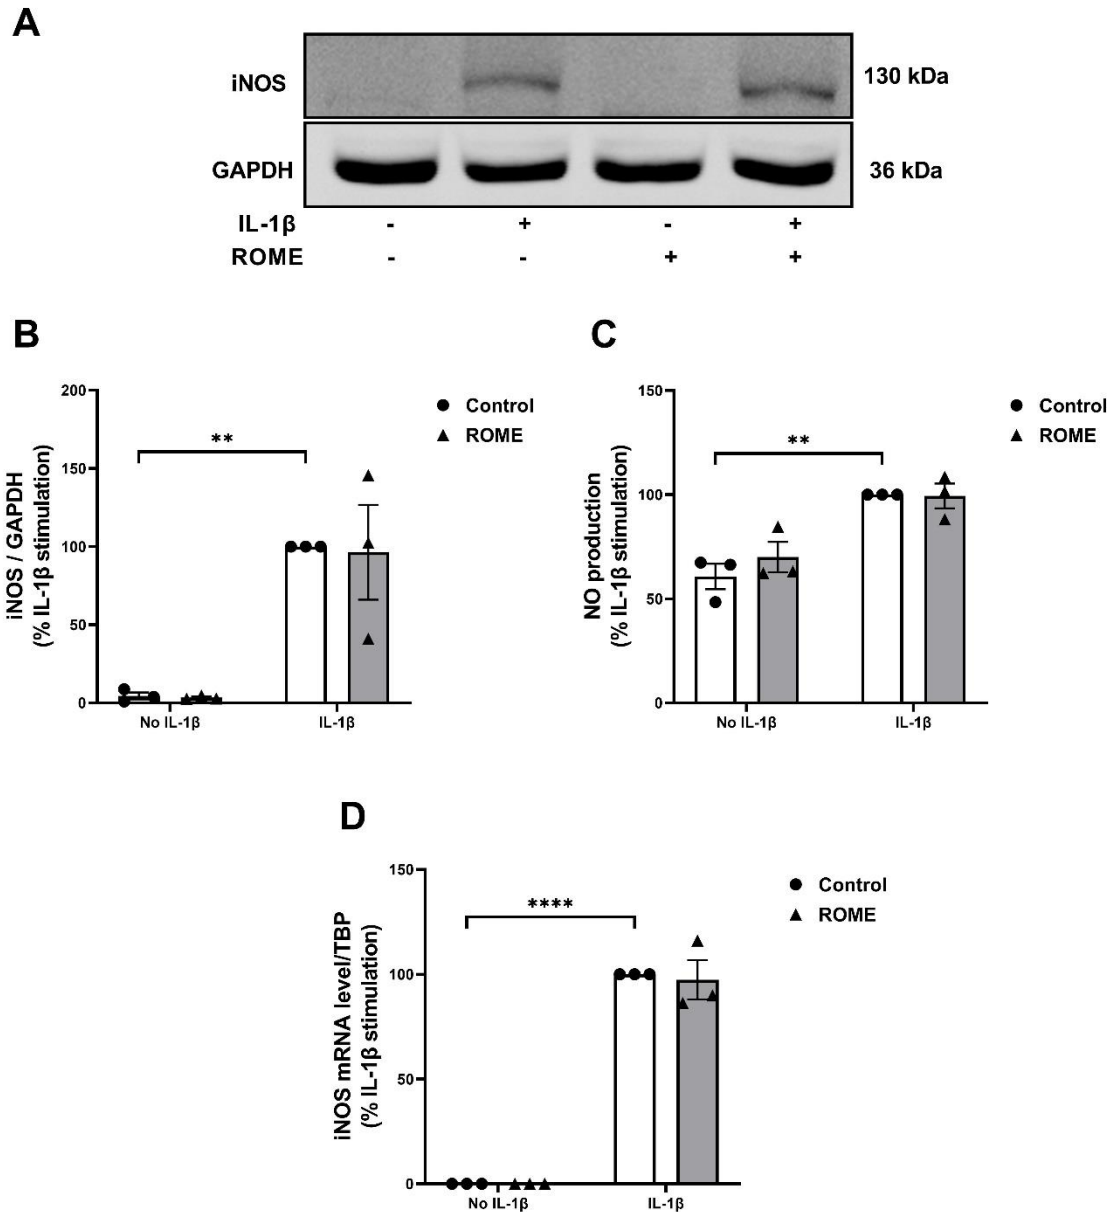 A
iNOS 130 kDa
GAPDH 36 kDa
IL-1β - + - +
ROME - - + +
B
iNOS / GAPDH
(% IL-1β stimulation)
200
150
100
50
0
**
No IL-1β IL-1β
Control
ROME
C
NO production
(% IL-1β stimulation)
150
100
50
0
**
No IL-1β IL-1β
Control
ROME
D
iNOS mRNA level/TBP
(% IL-1β stimulation)
150
100
50
0
****
No IL-1β IL-1β
Control
ROME